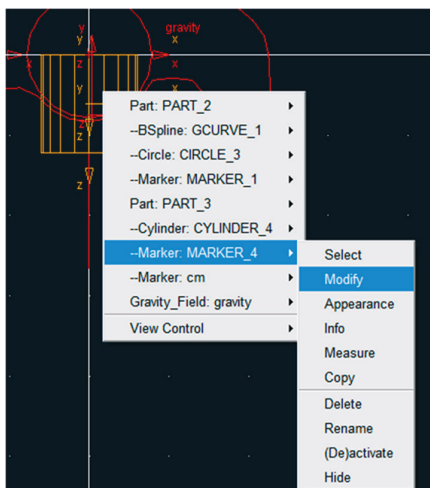 y
gravity
y
x
x
z
x
y
x
z
z
z
Part: PART_2
--BSpline: GCURVE_1
--Circle: CIRCLE_3
--Marker: MARKER_1
Part: PART_3
--Cylinder: CYLINDER_4
--Marker: MARKER_4
--Marker: cm
Gravity_Field: gravity
View Control
Select
Modify
Appearance
Info
Measure
Copy
Delete
Rename
(De)activate
Hide